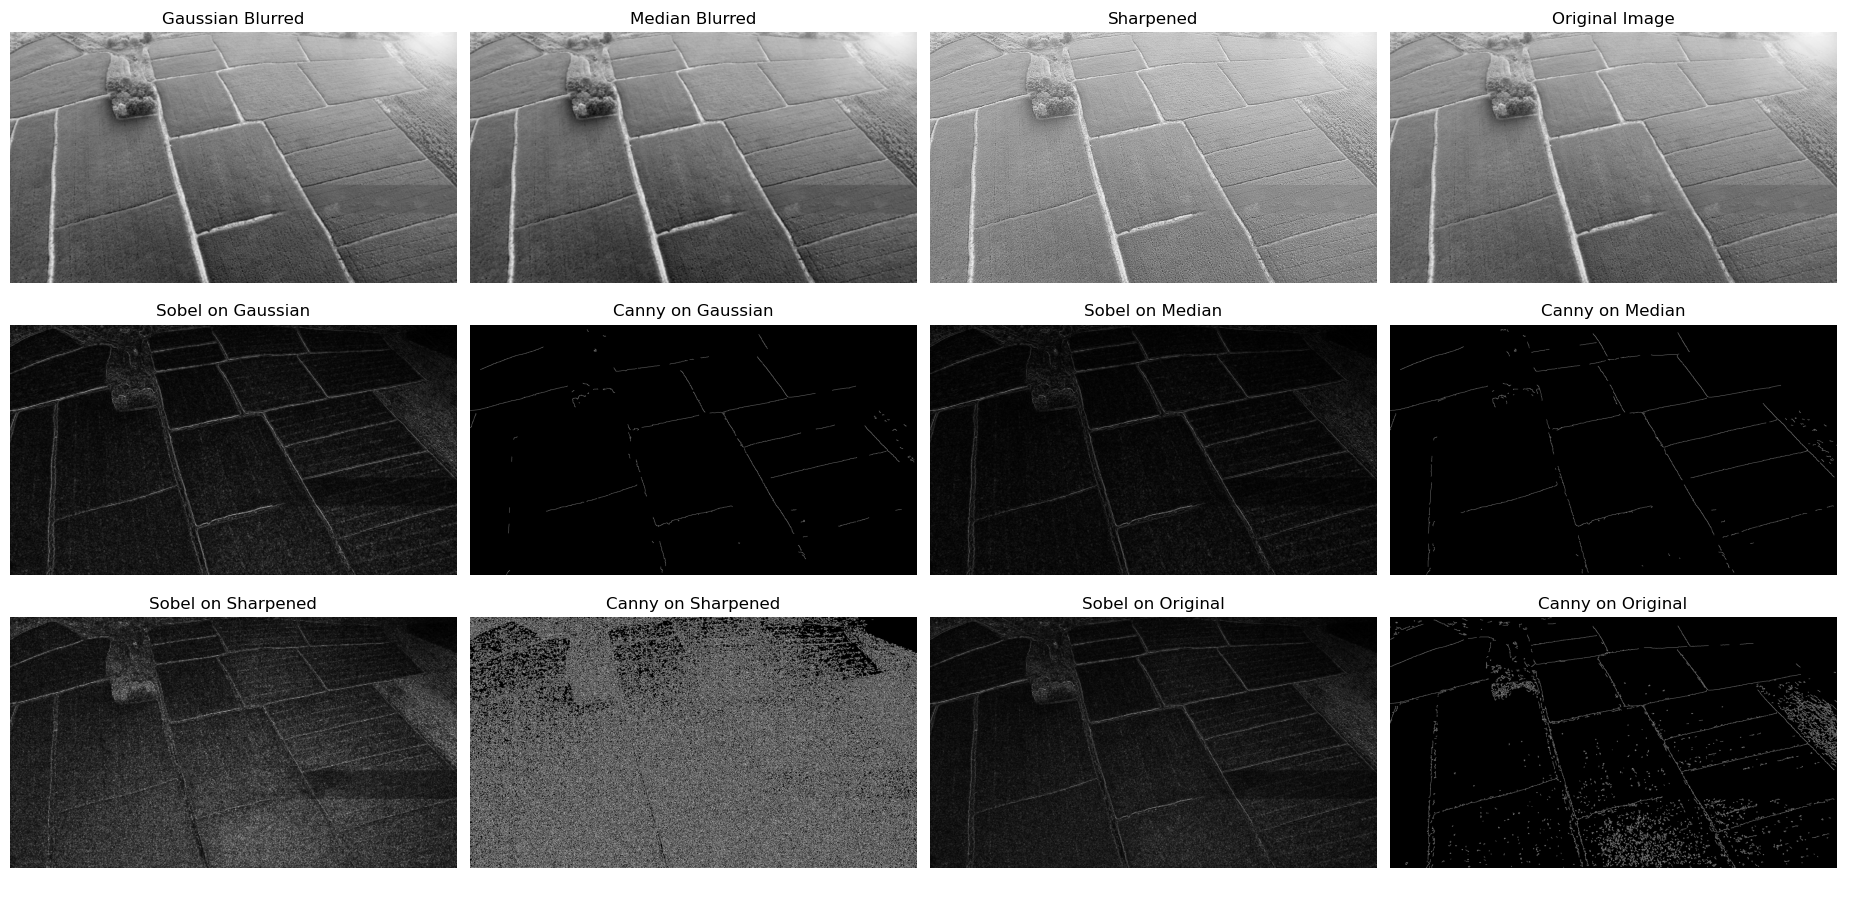 Gaussian Blurred
Median Blurred
Sharpened
Original Image
Sobel on Gaussian
Canny on Gaussian
Sobel on Median
Canny on Median
Sobel on Sharpened
Canny on Sharpened
Sobel on Original
Canny on Original